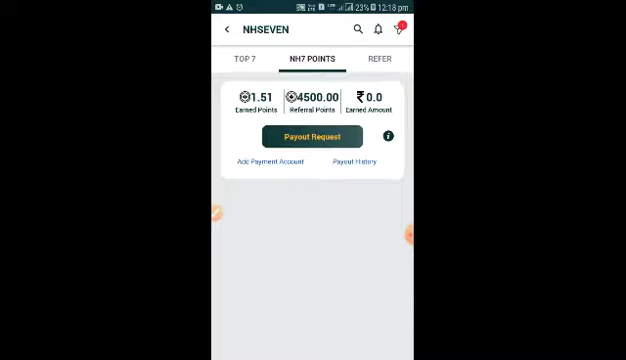 23% 12:18 pm
NHSEVEN
TOP 7 NH7 POINTS REFER
1.51 4500.00 ₹ 0.0
Earned Points Referral Points Earned Amount
Payout Request
Add Payment Account Payout History